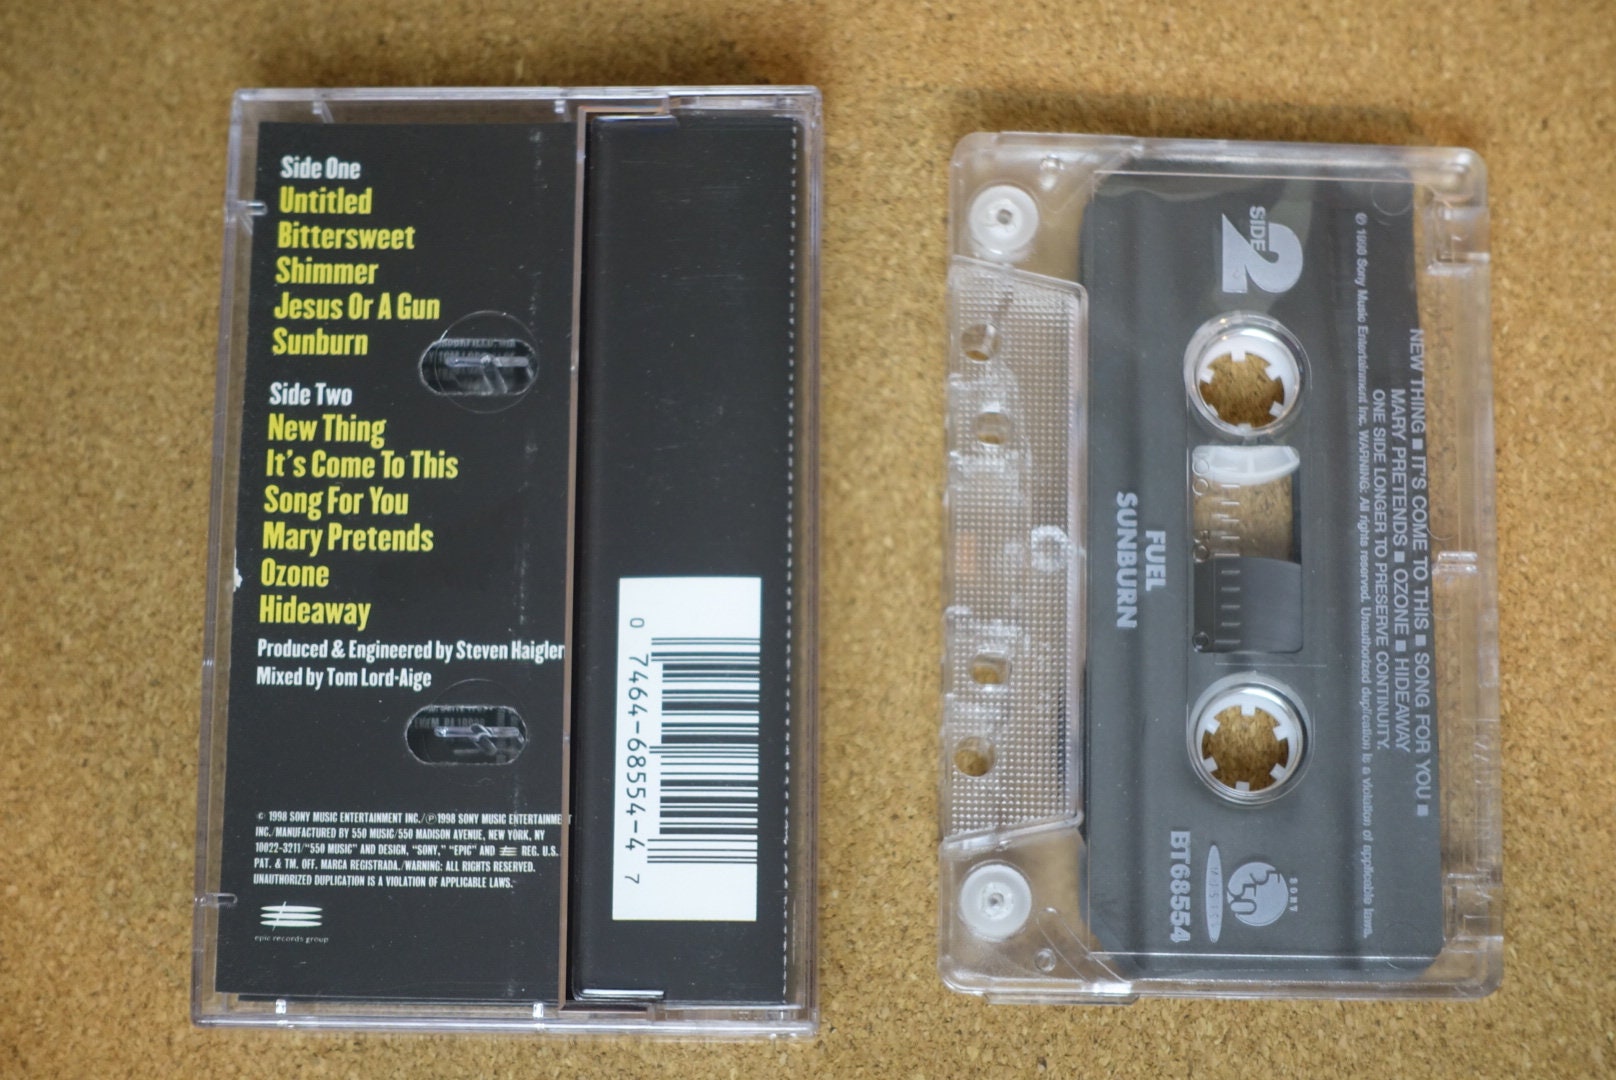 Side One
Untitled
Bittersweet
Shimmer
Jesus Or A Gun
Sunburn
Side Two
New Thing
It's Come To This
Song For You
Mary Pretends
Ozone
Hideaway
Produced & Engineered by Steven Haigler
Mixed by Tom Lord-Alge
© 1998 SONY MUSIC ENTERTAINMENT INC./℗ 1998 SONY MUSIC ENTERTAINMENT
INC./MANUFACTURED BY 550 MUSIC/550 MADISON AVENUE, NEW YORK, NY
10022-3211/"550 MUSIC" AND DESIGN, "SONY," "EPIC" AND REG. U.S.
PAT. & TM. OFF. MARCA REGISTRADA./WARNING: ALL RIGHTS RESERVED.
UNAUTHORIZED DUPLICATION IS A VIOLATION OF APPLICABLE LAWS.
epic records group
0 7464-68554-4 7
SIDE 2
NEW THING ■ IT'S COME TO THIS ■ SONG FOR YOU ■
MARY PRETENDS ■ OZONE ■ HIDEAWAY
ONE SIDE LONGER TO PRESERVE CONTINUITY.
℗ 1998 Sony Music Entertainment Inc. WARNING: All rights reserved. Unauthorized duplication is a violation of applicable laws.
FUEL
SUNBURN
SONY
550
MUSIC
BT68554